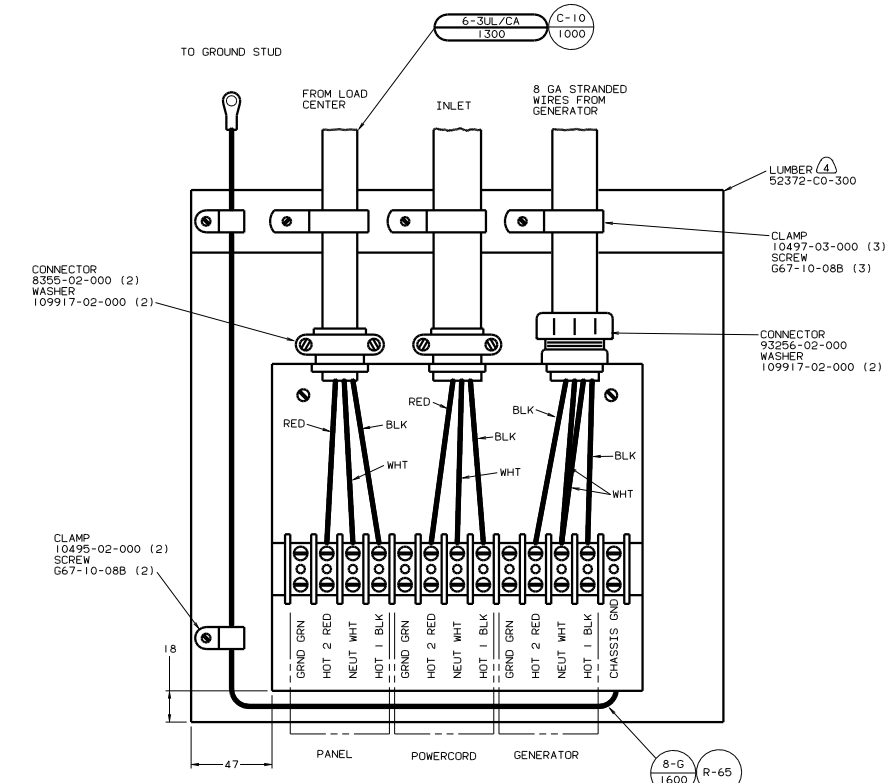 6-3UL/CA
1300
C-10
1000
TO GROUND STUD
FROM LOAD
CENTER
INLET
8 GA STRANDED
WIRES FROM
GENERATOR
LUMBER 4
52372-C0-300
CLAMP
10497-03-000 (3)
SCREW
G67-10-08B (3)
CONNECTOR
8355-02-000 (2)
WASHER
109917-02-000 (2)
CONNECTOR
93256-02-000
WASHER
109917-02-000 (2)
RED
BLK
WHT
RED
BLK
WHT
BLK
BLK
WHT
CLAMP
10495-02-000 (2)
SCREW
G67-10-08B (2)
GRND GRN
HOT 2 RED
NEUT WHT
HOT 1 BLK
GRND GRN
HOT 2 RED
NEUT WHT
HOT 1 BLK
GRND GRN
HOT 2 RED
NEUT WHT
HOT 1 BLK
CHASSIS GND
18
47
PANEL
POWERCORD
GENERATOR
8-G
1600
R-65